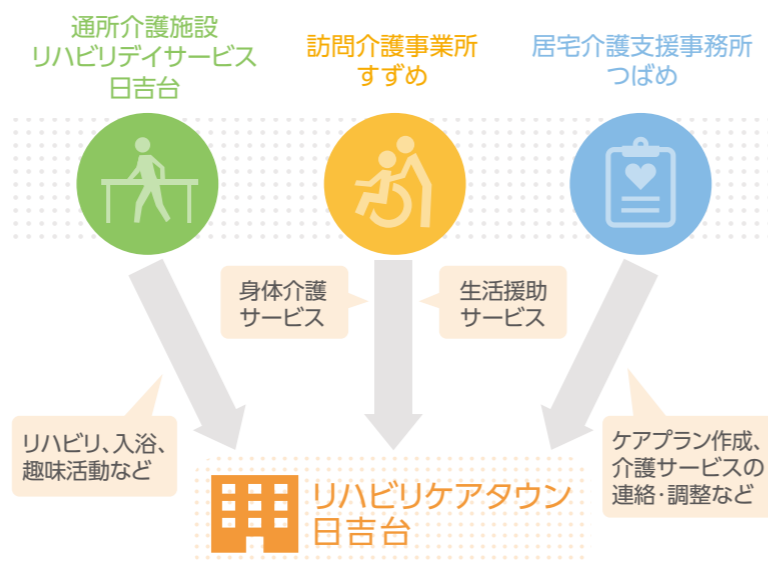 通所介護施設
リハビリデイサービス
日吉台
訪問介護事業所
すずめ
居宅介護支援事務所
つばめ
身体介護
サービス
生活援助
サービス
リハビリ、入浴、
趣味活動など
ケアプラン作成、
介護サービスの
連絡・調整など
リハビリケアタウン
日吉台